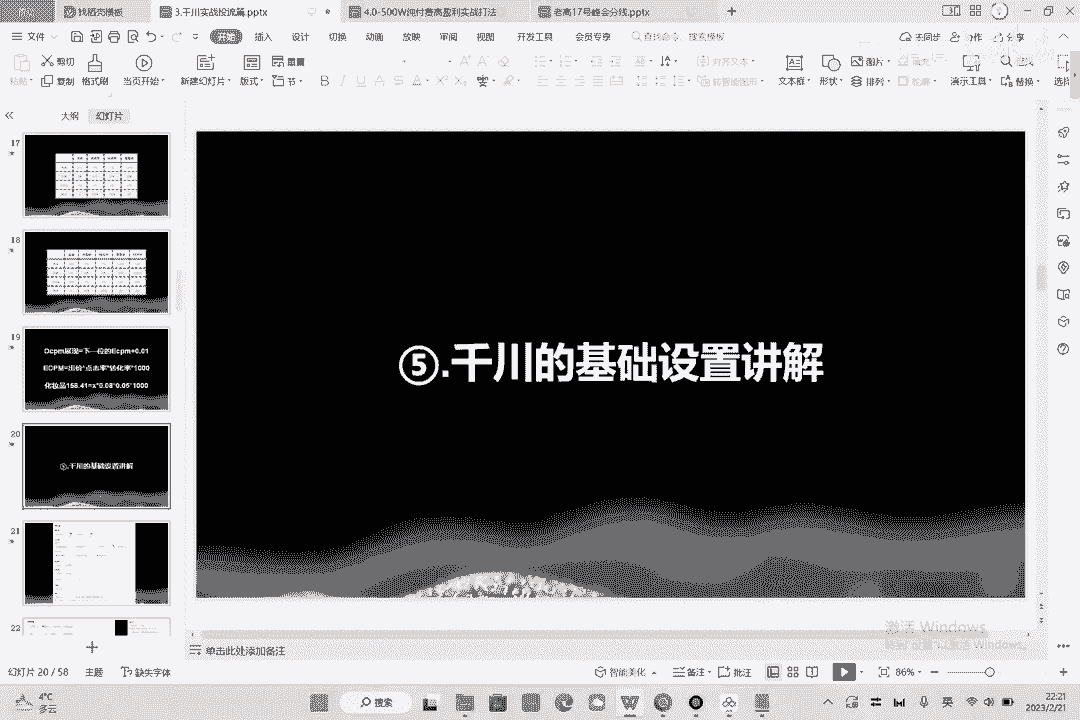 找稻壳模板
3.千川实战投流篇.pptx
4.0-500W纯付费高盈利实战打法
老高17号峰会分线.pptx
文件
开始
插入
设计
切换
动画
放映
审阅
视图
开发工具
会员专享
查找命令、搜索模板
未同步
协作
分享
粘贴
剪切
复制
格式刷
当页开始
新建幻灯片
版式
节
重置
B I U A S
对齐文本
转智能图形
文本框
形状
图片
排列
轮廓
演示工具
替换
大纲
幻灯片
17
18
19
Ocpm展现=下一位的Ecpm+0.01
ECPM=出价*点击率*转化率*1000
化妆品158.41=x*0.08*0.05*1000
20
⑤.千川的基础设置讲解
21
22
⑤.千川的基础设置讲解
激活 Windows
单击此处添加备注
幻灯片 20 / 58
主题
缺失字体
智能美化
备注
批注
86%
4°C
多云
搜索
英
22:21
2023/2/21